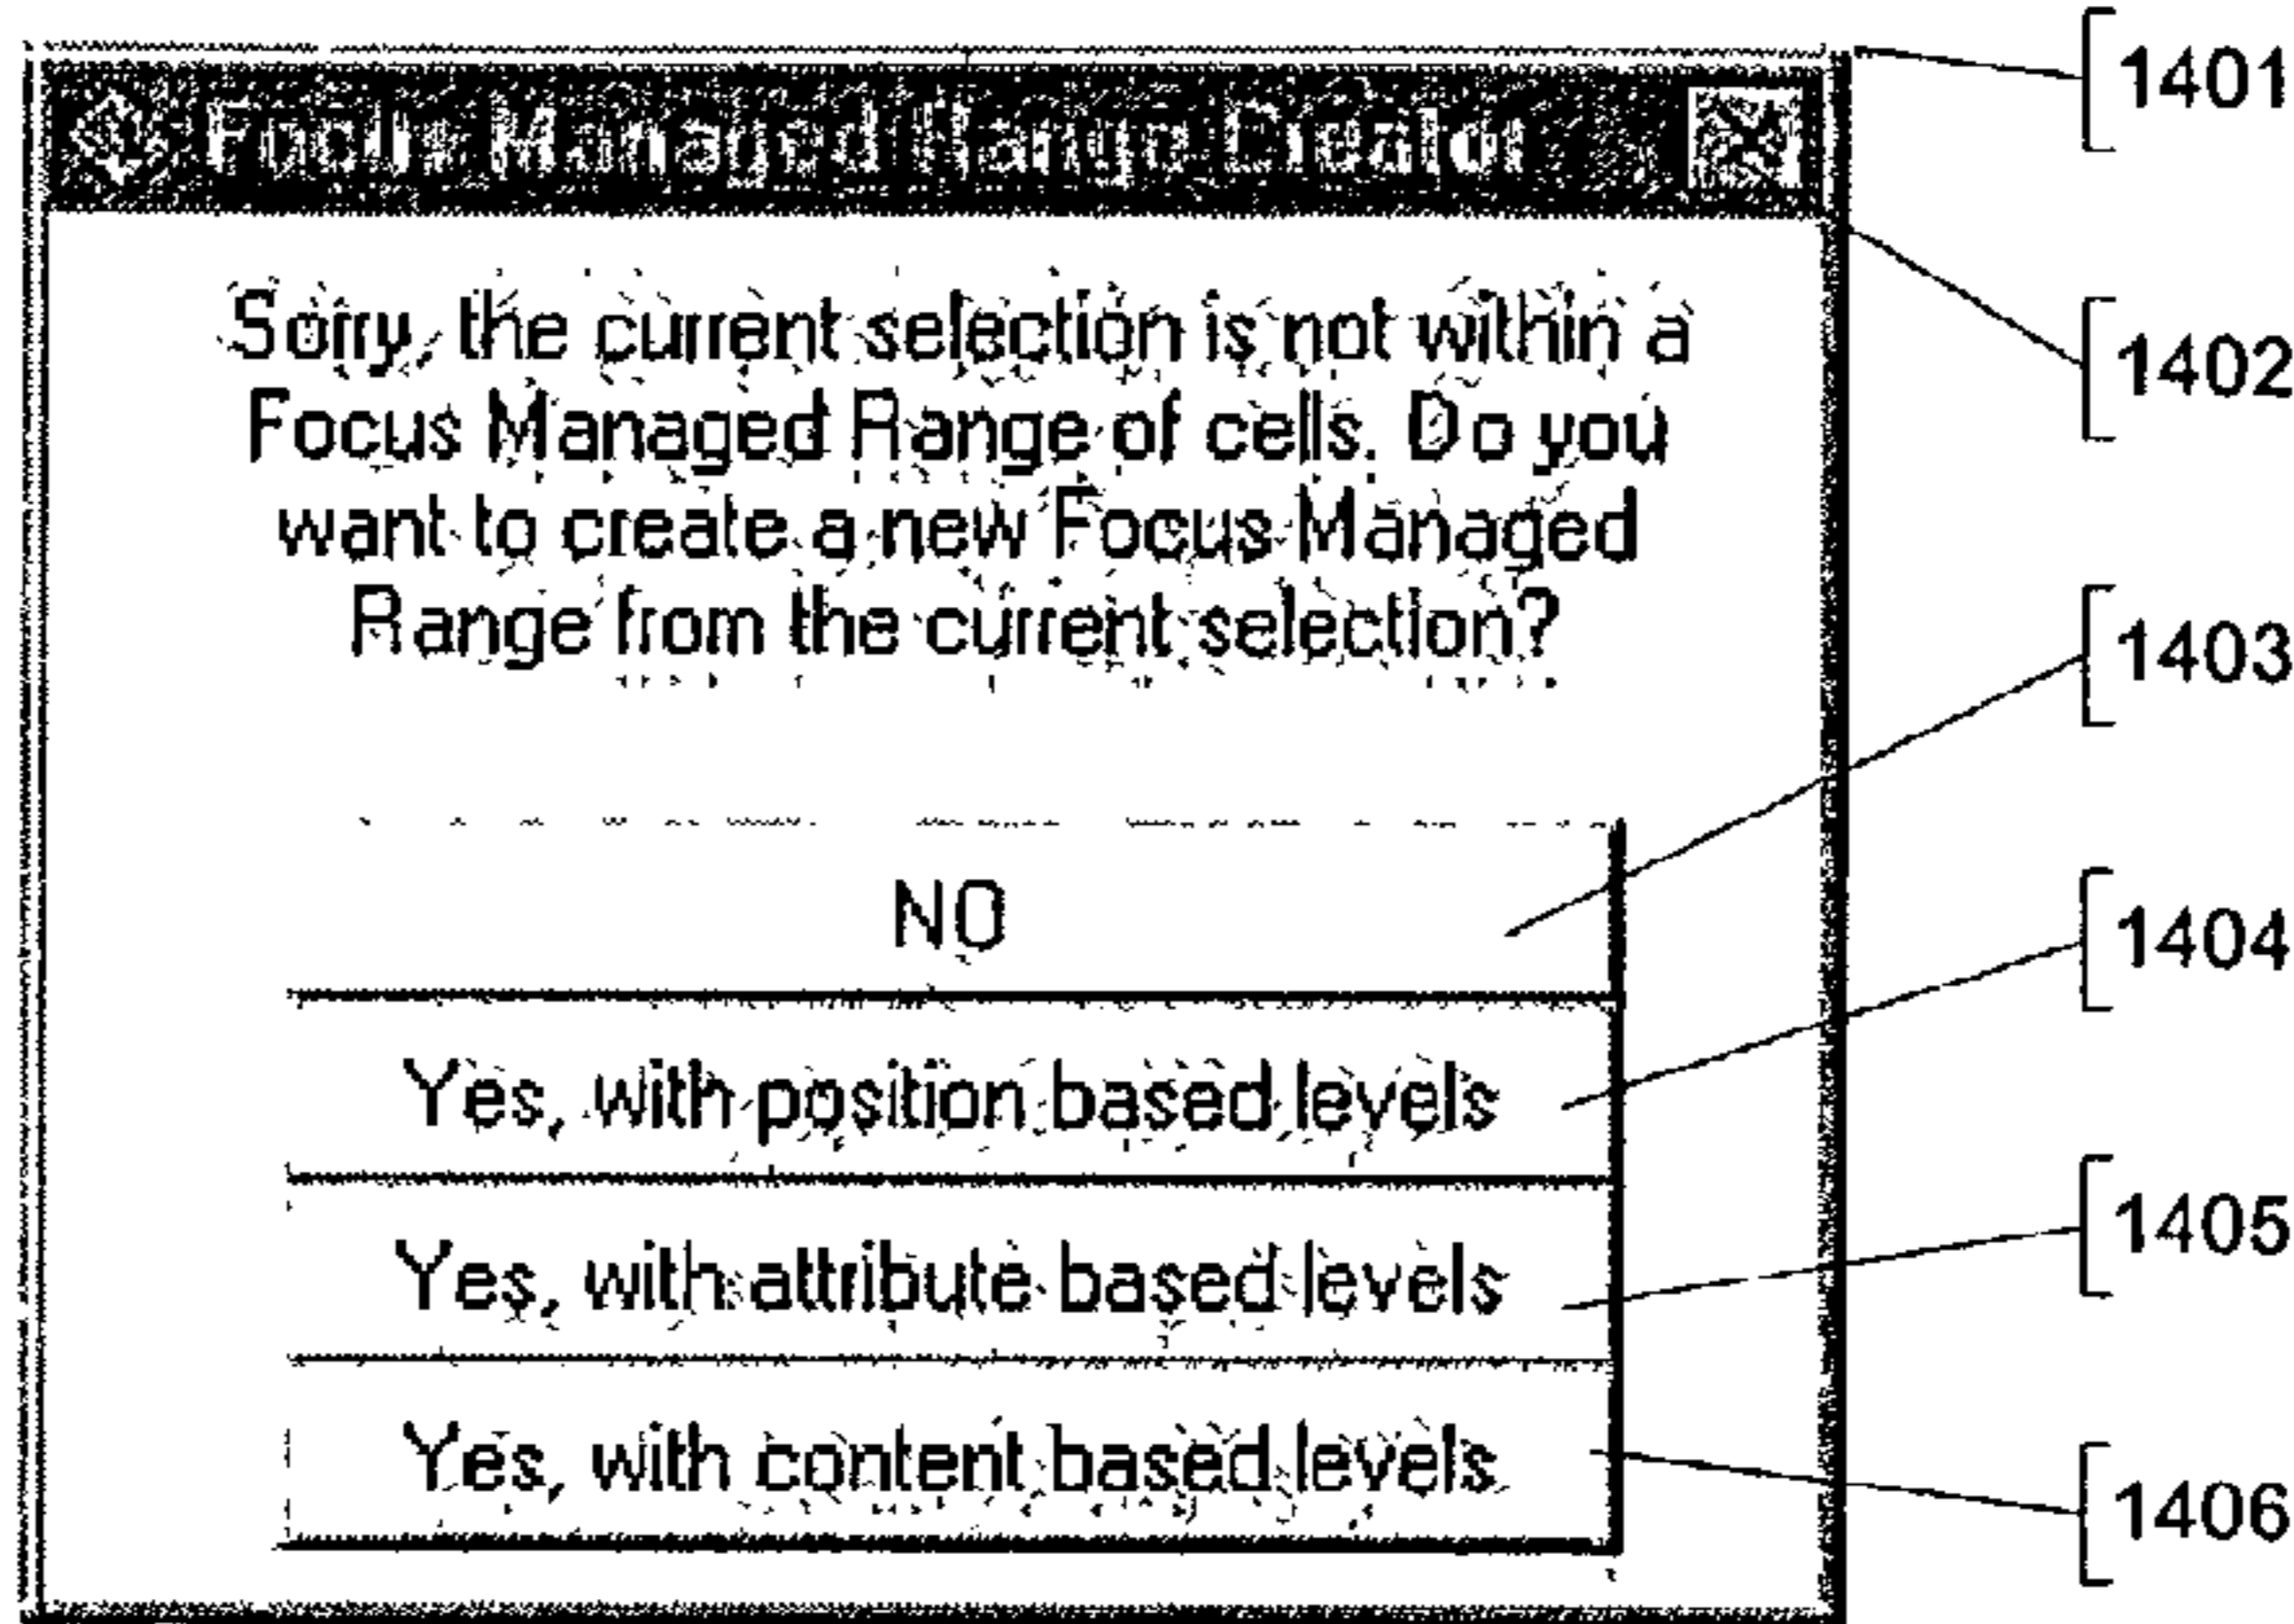 Focus Managed Range Creator
1401
Sorry, the current selection is not within a
Focus Managed Range of cells. Do you
want to create a new Focus Managed
Range from the current selection?
1402
1403
NO
1404
Yes, with position based levels
1405
Yes, with attribute based levels
1406
Yes, with content based levels